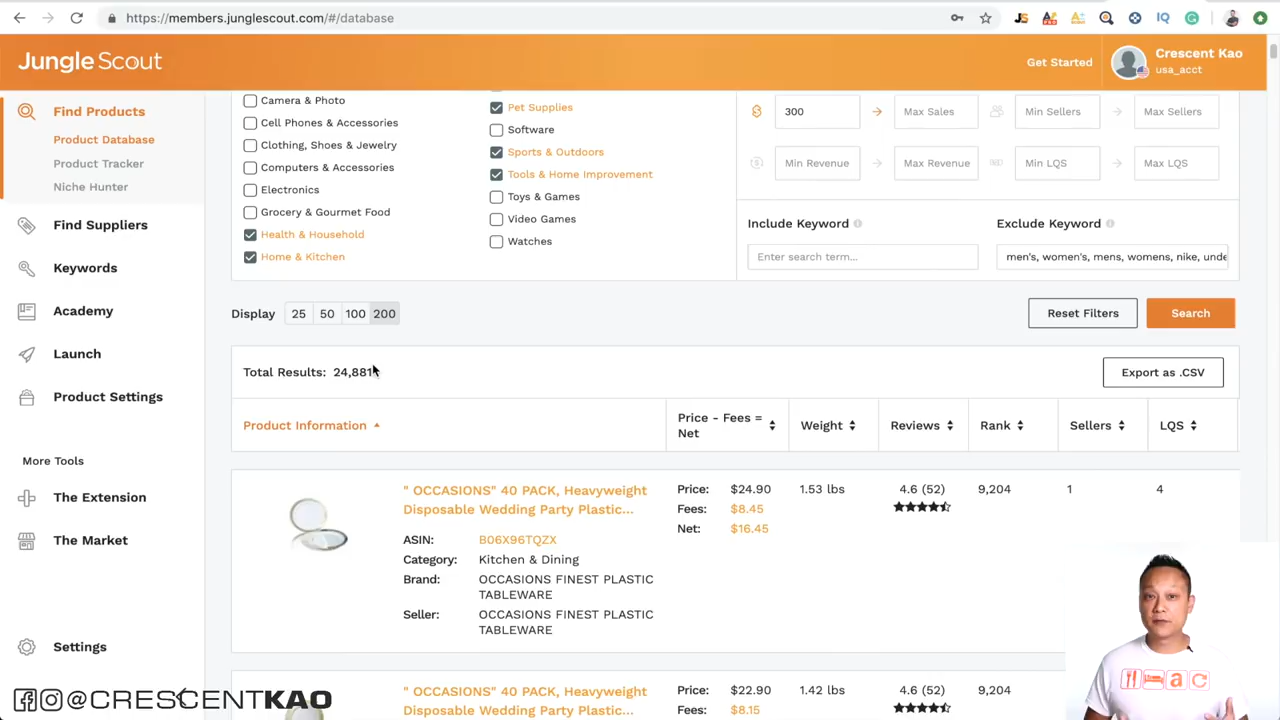 https://members.junglescout.com/#/database
JS
IQ
Jungle Scout
Get Started
Crescent Kao
usa_acct
Find Products
Product Database
Product Tracker
Niche Hunter
Find Suppliers
Keywords
Academy
Launch
Product Settings
More Tools
The Extension
The Market
Settings
Camera & Photo
Cell Phones & Accessories
Clothing, Shoes & Jewelry
Computers & Accessories
Electronics
Grocery & Gourmet Food
Health & Household
Home & Kitchen
Pet Supplies
Software
Sports & Outdoors
Tools & Home Improvement
Toys & Games
Video Games
Watches
300 Max Sales Min Sellers Max Sellers
Min Revenue Max Revenue Min LQS Max LQS
Include Keyword Exclude Keyword
Enter search term... men's, women's, mens, womens, nike, unde
Display 25 50 100 200 Reset Filters Search
Total Results: 24,881 Export as .CSV
Product Information Price - Fees = Net Weight Reviews Rank Sellers LQS
" OCCASIONS" 40 PACK, Heavyweight
Disposable Wedding Party Plastic...
ASIN: B06X96TQZX
Category: Kitchen & Dining
Brand: OCCASIONS FINEST PLASTIC
TABLEWARE
Seller: OCCASIONS FINEST PLASTIC
TABLEWARE
Price: $24.90
Fees: $8.45
Net: $16.45
1.53 lbs
4.6 (52)
9,204
1
4
" OCCASIONS" 40 PACK, Heavyweight
Disposable Wedding Party Plastic...
Price: $22.90
Fees: $8.15
1.42 lbs
4.6 (52)
9,204
@CRESCENTKAO